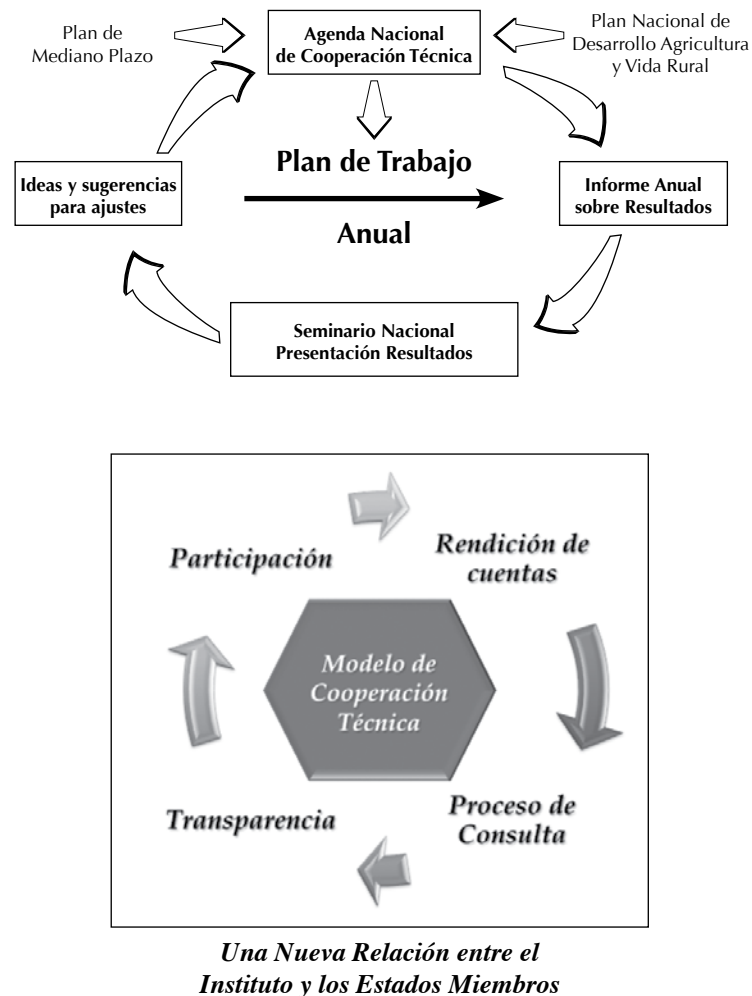 Plan de
Mediano Plazo
Agenda Nacional
de Cooperación Técnica
Plan Nacional de
Desarrollo Agricultura
y Vida Rural
Ideas y sugerencias
para ajustes
Plan de Trabajo
Anual
Informe Anual
sobre Resultados
Seminario Nacional
Presentación Resultados
Participación
Rendición de
cuentas
Modelo de
Cooperación
Técnica
Transparencia
Proceso de
Consulta
Una Nueva Relación entre el
Instituto y los Estados Miembros